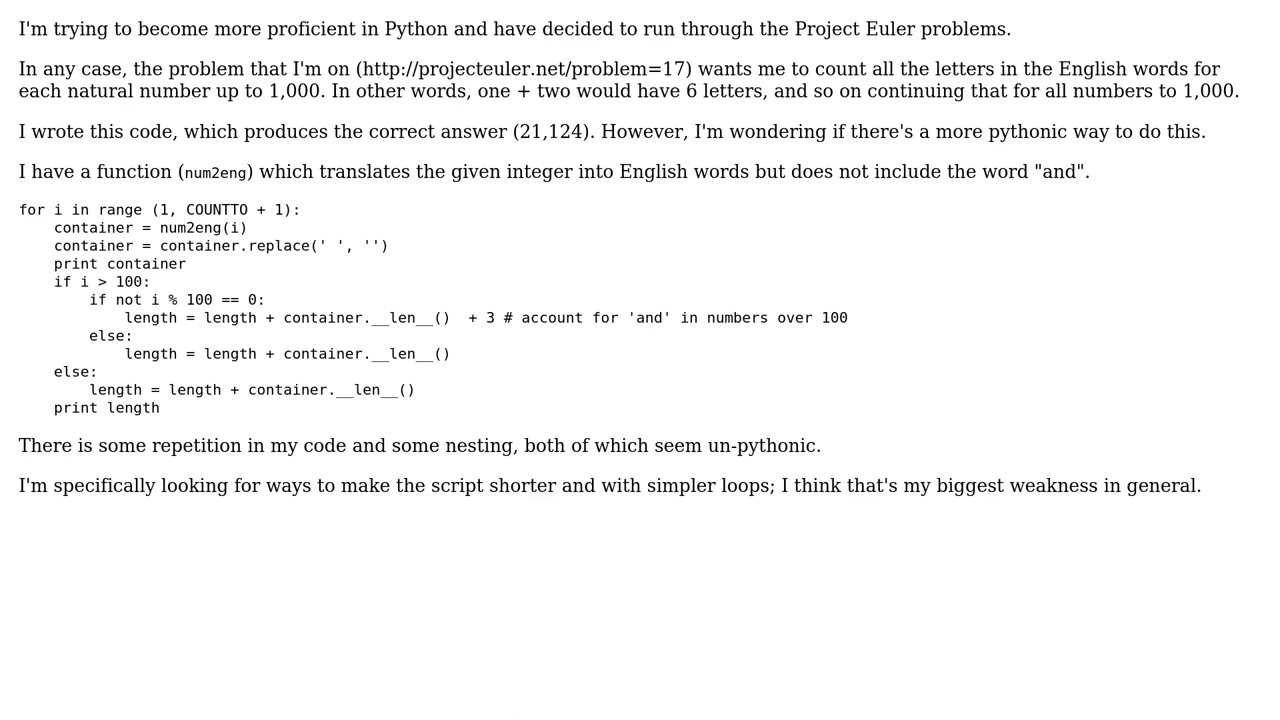 I'm trying to become more proficient in Python and have decided to run through the Project Euler problems.
In any case, the problem that I'm on (http://projecteuler.net/problem=17) wants me to count all the letters in the English words for
each natural number up to 1,000. In other words, one + two would have 6 letters, and so on continuing that for all numbers to 1,000.
I wrote this code, which produces the correct answer (21,124). However, I'm wondering if there's a more pythonic way to do this.
I have a function (num2eng) which translates the given integer into English words but does not include the word "and".
for i in range (1, COUNTTO + 1):
    container = num2eng(i)
    container = container.replace(' ', '')
    print container
    if i > 100:
        if not i % 100 == 0:
            length = length + container.__len__()  + 3 # account for 'and' in numbers over 100
        else:
            length = length + container.__len__()
    else:
        length = length + container.__len__()
    print length
There is some repetition in my code and some nesting, both of which seem un-pythonic.
I'm specifically looking for ways to make the script shorter and with simpler loops; I think that's my biggest weakness in general.